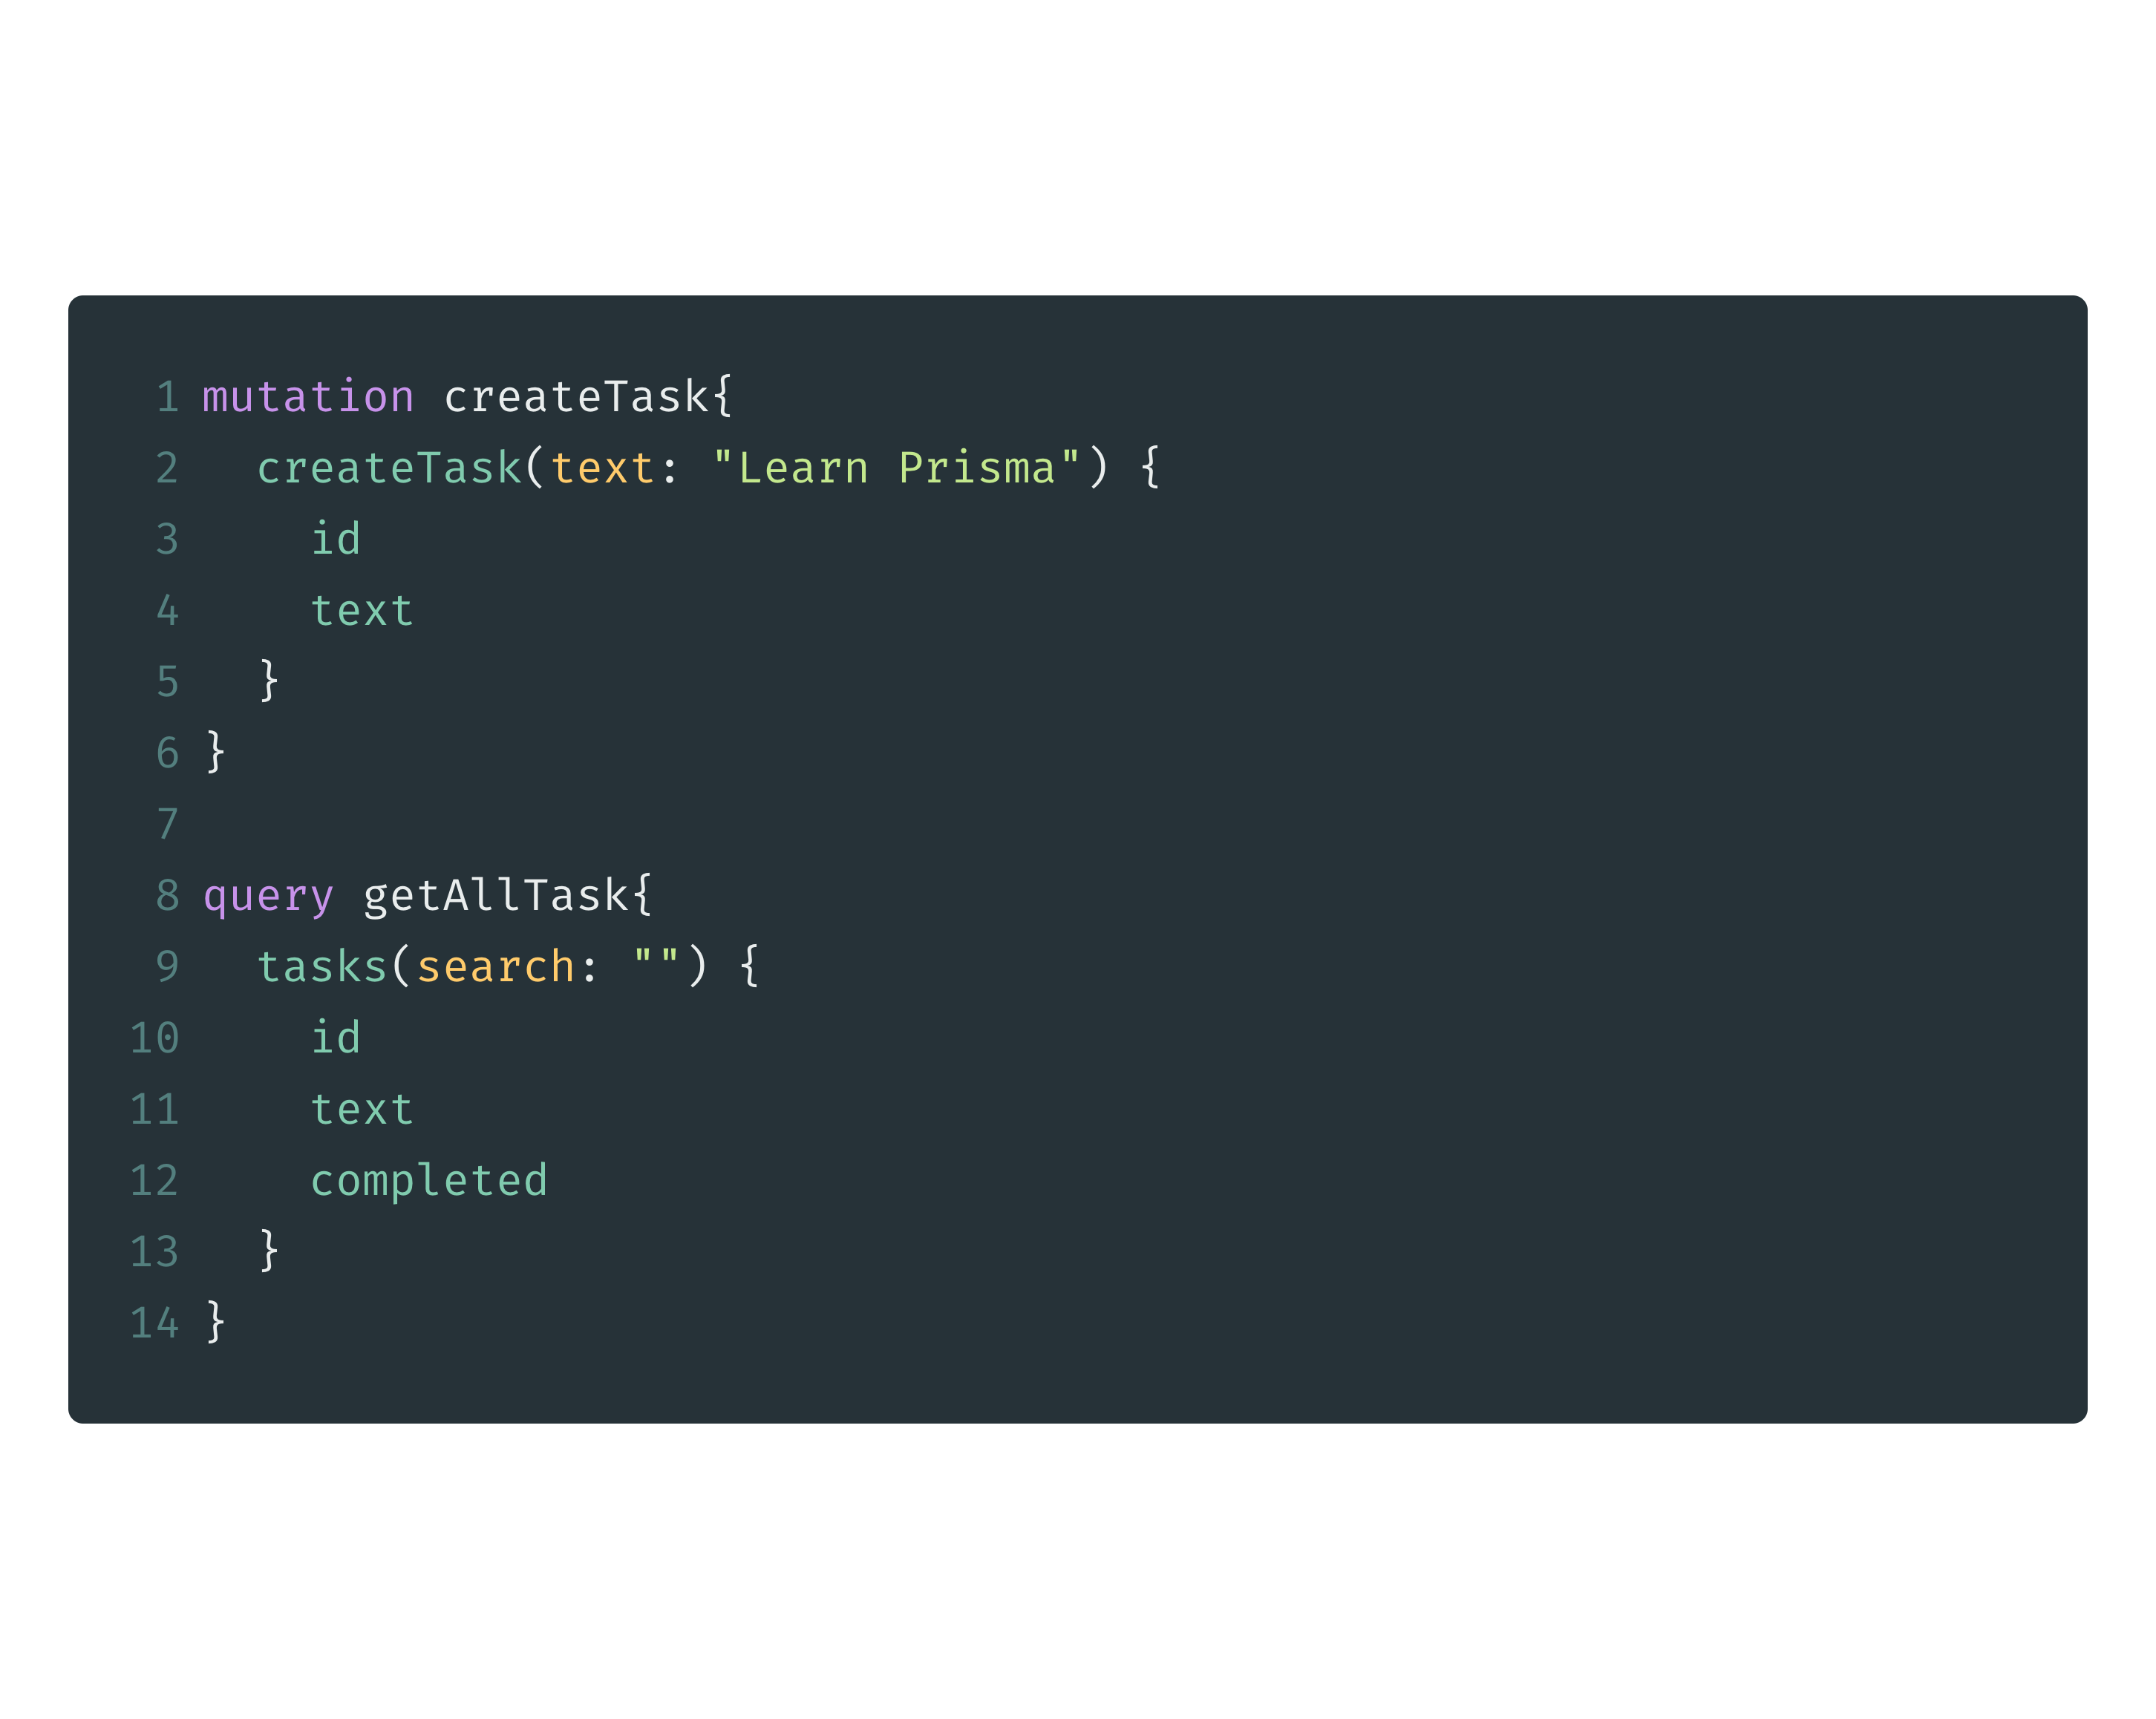 1 mutation createTask{
2   createTask(text: "Learn Prisma") {
3     id
4     text
5   }
6 }
7
8 query getAllTask{
9   tasks(search: "") {
10     id
11     text
12     completed
13   }
14 }